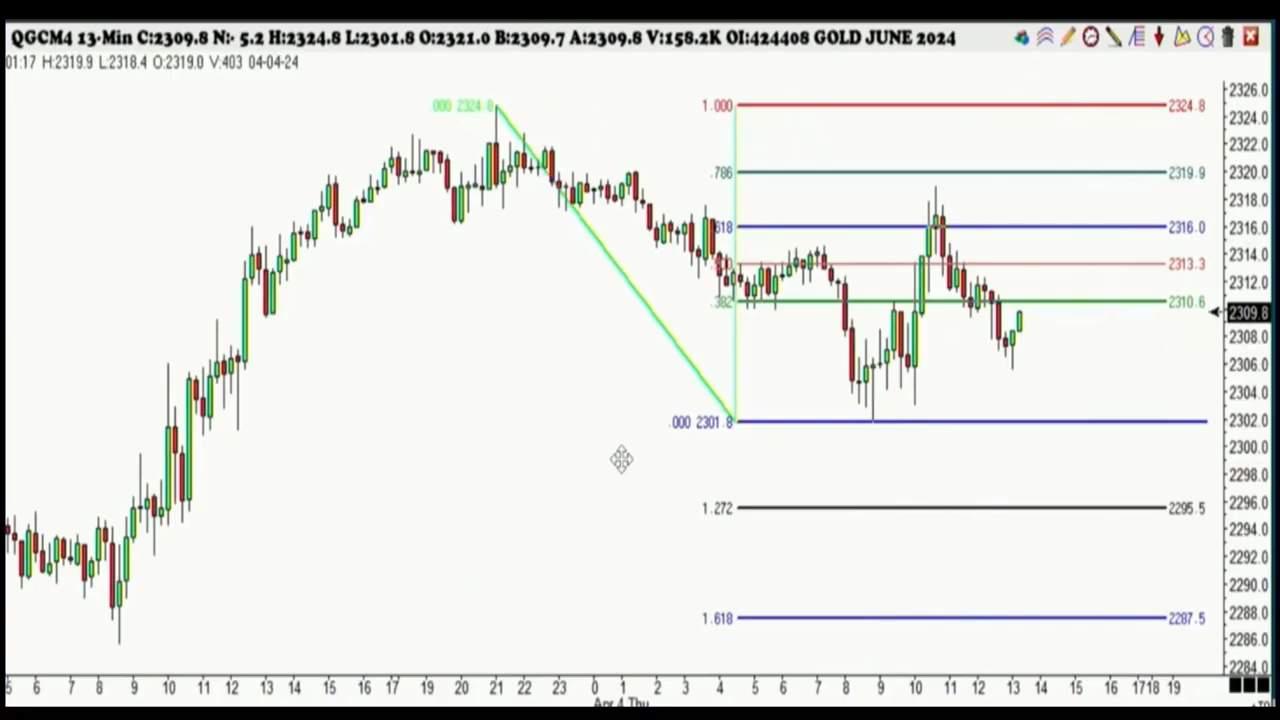 QGCM4 13-Min C:2309.8 N:- 5.2 H:2324.8 L:2301.8 O:2321.0 B:2309.7 A:2309.8 V:158.2K OI:424408 GOLD JUNE 2024
01:17 H:2319.9 L:2318.4 O:2319.0 V:403 04-04-24
2326.0
.000 2324.8 1.000 2324.8
2324.0
2322.0
.786 2319.9 2320.0
2318.0
.618 2316.0 2316.0
2314.0
2313.3
2312.0
.382 2310.6
2309.8
2308.0
2306.0
2304.0
.000 2301.8 2302.0
2300.0
2298.0
1.272 2295.5 2296.0
2294.0
2292.0
2290.0
1.618 2287.5 2288.0
2286.0
2284.0
5 6 7 8 9 10 11 12 13 14 15 16 17 19 20 21 22 23 0 1 2 3 4 5 6 7 8 9 10 11 12 13 14 15 16 17 18 19
Apr 4 Thu